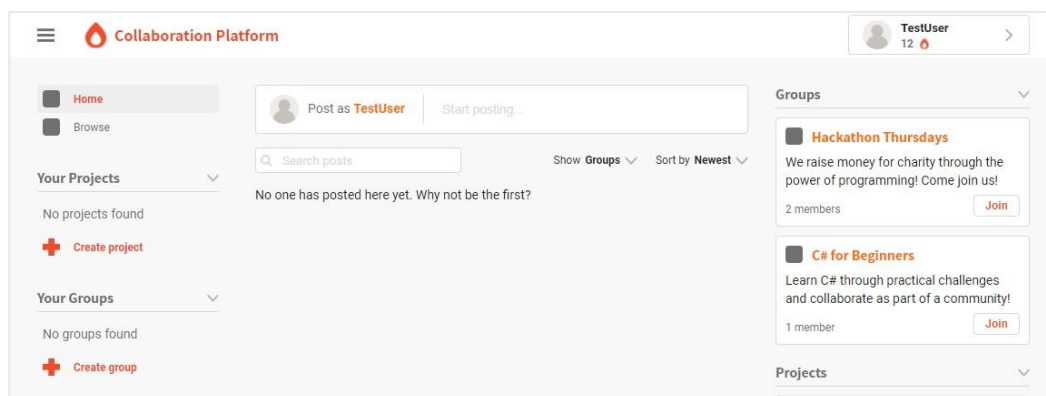 Collaboration Platform
TestUser
12
Home
Browse
Your Projects
No projects found
Create project
Your Groups
No groups found
Create group
Post as TestUser
Start posting...
Search posts
Show Groups
Sort by Newest
No one has posted here yet. Why not be the first?
Groups
Hackathon Thursdays
We raise money for charity through the
power of programming! Come join us!
2 members
Join
C# for Beginners
Learn C# through practical challenges
and collaborate as part of a community!
1 member
Join
Projects